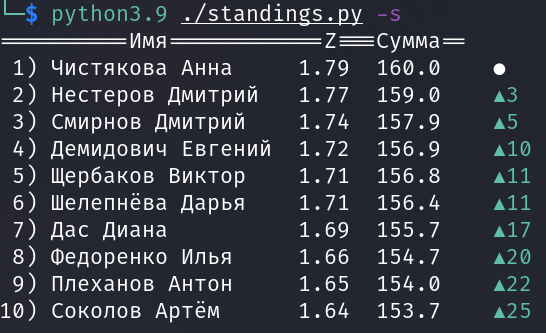 └─$ python3.9 ./standings.py -s
═══════════Имя═════════════Z═══Сумма══
1) Чистякова Анна 1.79 160.0 ●
2) Нестеров Дмитрий 1.77 159.0 ▲3
3) Смирнов Дмитрий 1.74 157.9 ▲5
4) Демидович Евгений 1.72 156.9 ▲10
5) Щербаков Виктор 1.71 156.8 ▲11
6) Шелепнёва Дарья 1.71 156.4 ▲11
7) Дас Диана 1.69 155.7 ▲17
8) Федоренко Илья 1.66 154.7 ▲20
9) Плеханов Антон 1.65 154.0 ▲22
10) Соколов Артём 1.64 153.7 ▲25